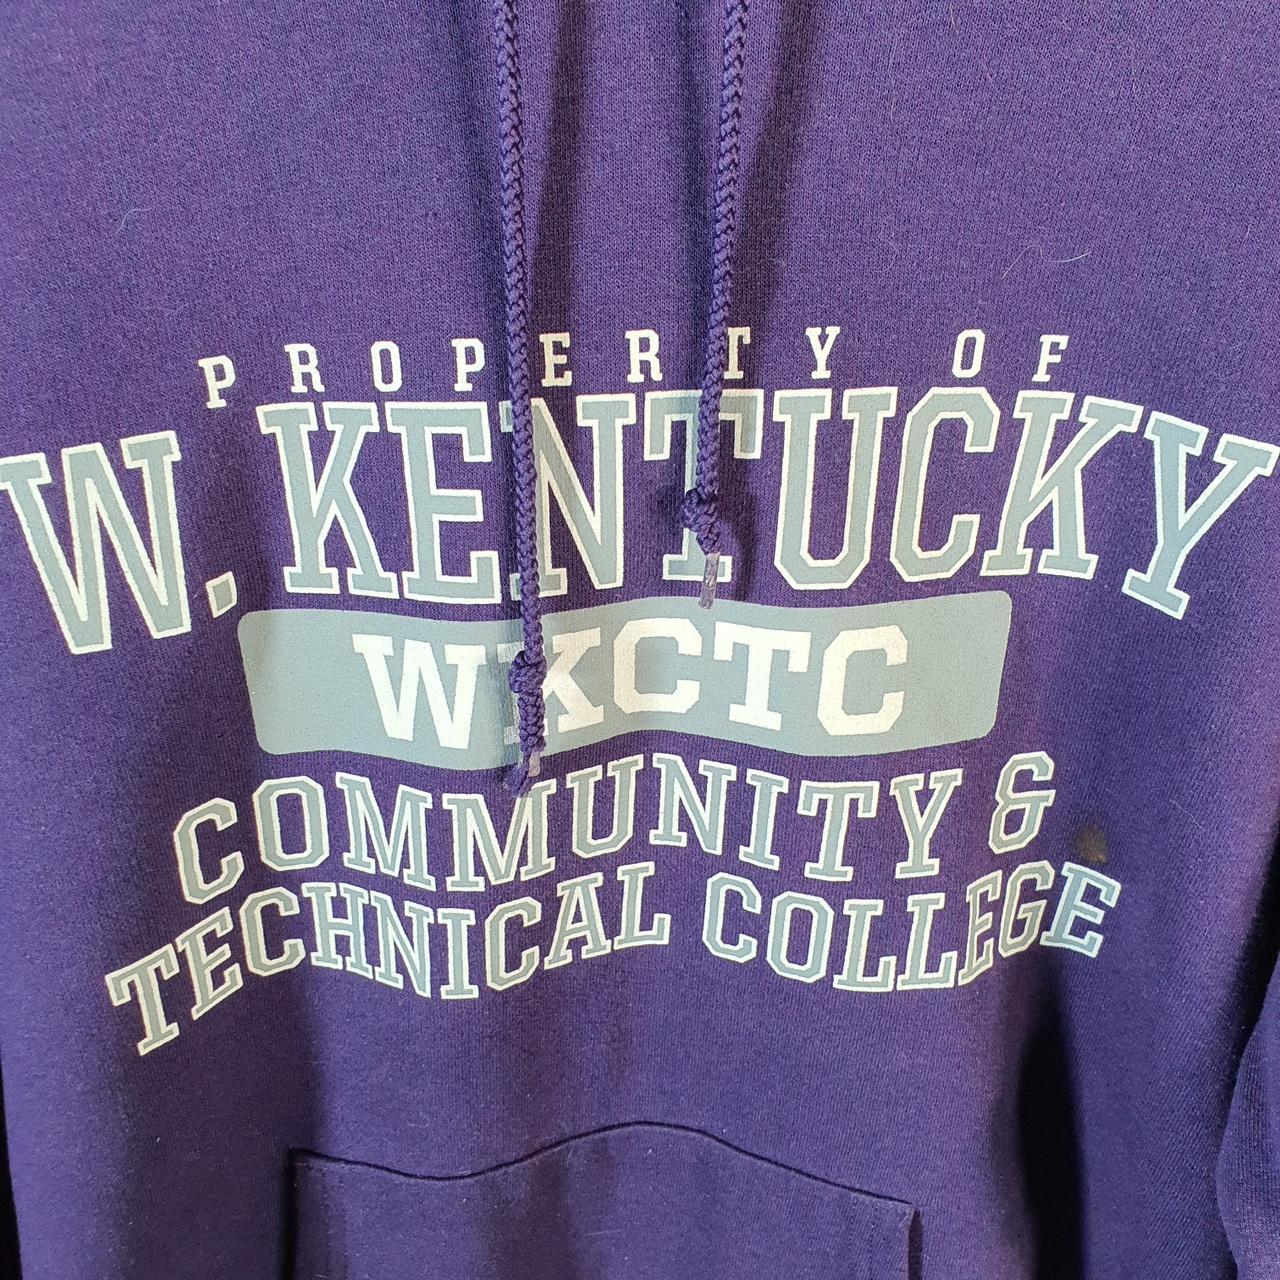 PROPERTY OF
W. KENTUCKY
WKCTC
COMMUNITY &
TECHNICAL COLLEGE